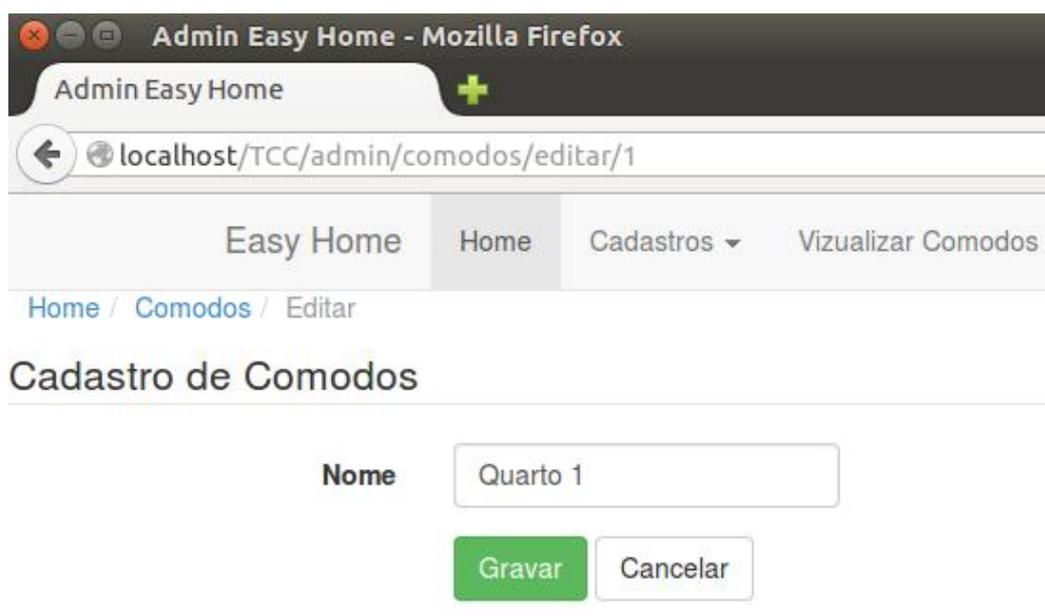 Admin Easy Home - Mozilla Firefox
Admin Easy Home
localhost/TCC/admin/comodos/editar/1
Easy Home Home Cadastros Vizualizar Comodos
Home / Comodos / Editar
Cadastro de Comodos
Nome Quarto 1
Gravar Cancelar